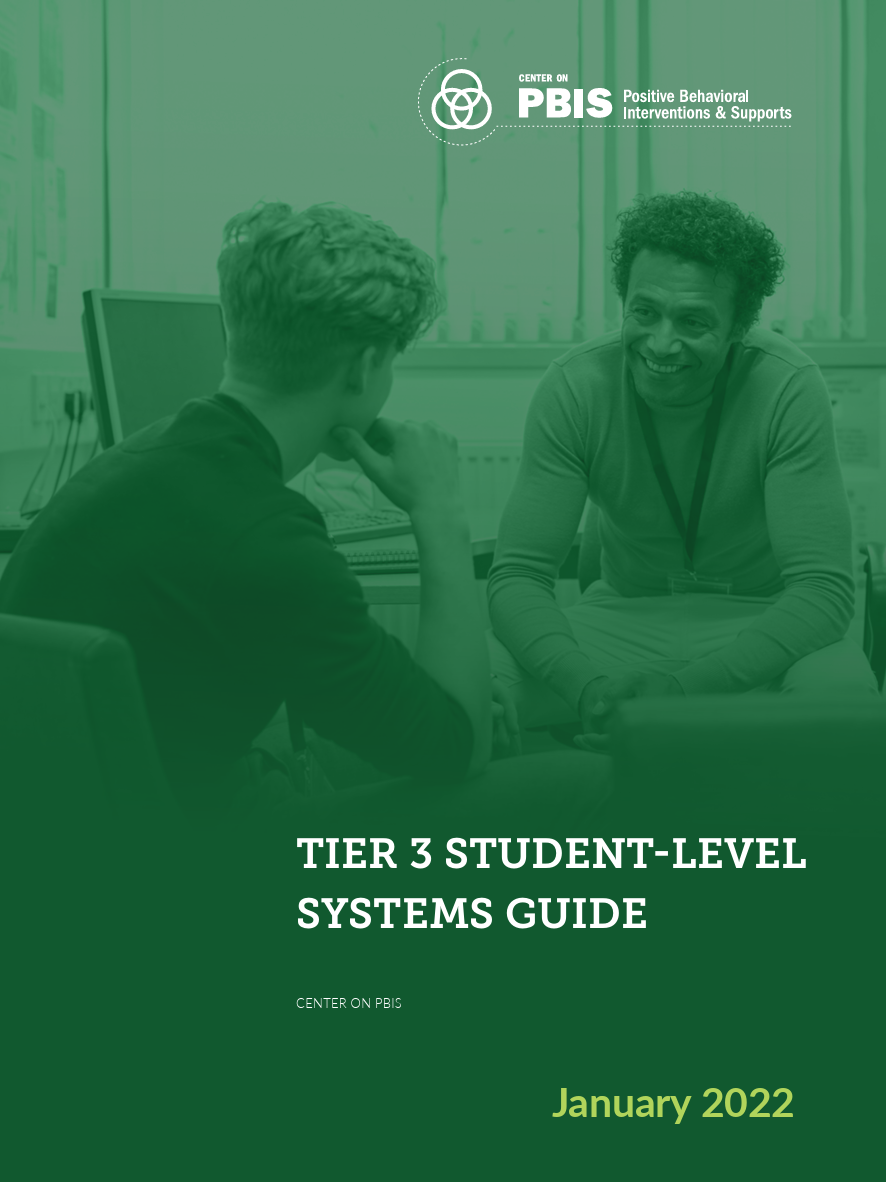 CENTER ON
PBIS
Positive Behavioral
Interventions & Supports
TIER 3 STUDENT-LEVEL
SYSTEMS GUIDE
CENTER ON PBIS
January 2022